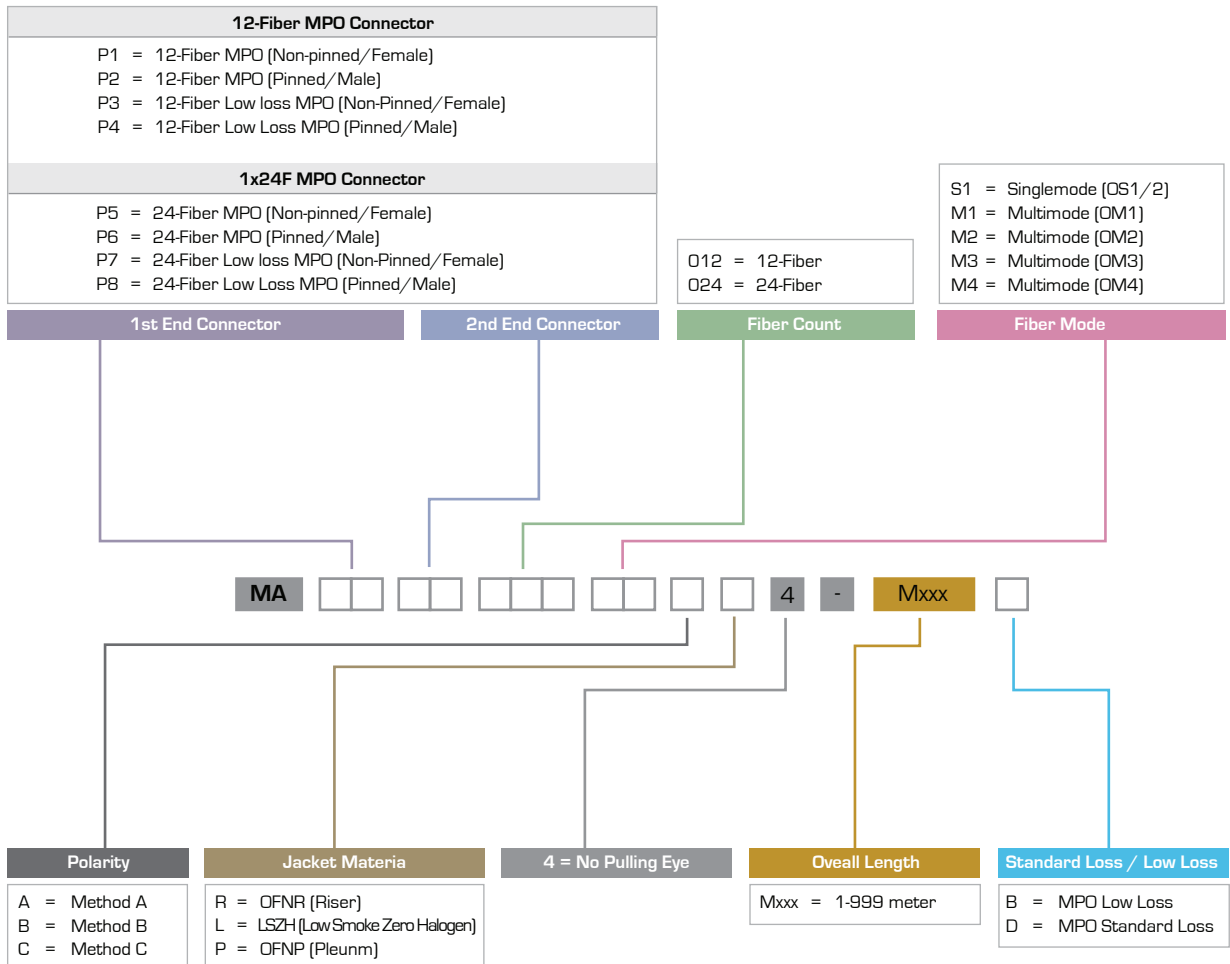 12-Fiber MPO Connector
P1 = 12-Fiber MPO (Non-pinned/Female)
P2 = 12-Fiber MPO (Pinned/Male)
P3 = 12-Fiber Low loss MPO (Non-Pinned/Female)
P4 = 12-Fiber Low Loss MPO (Pinned/Male)
1x24F MPO Connector
P5 = 24-Fiber MPO (Non-pinned/Female)
P6 = 24-Fiber MPO (Pinned/Male)
P7 = 24-Fiber Low loss MPO (Non-Pinned/Female)
P8 = 24-Fiber Low Loss MPO (Pinned/Male)
012 = 12-Fiber
024 = 24-Fiber
S1 = Singlemode (OS1/2)
M1 = Multimode (OM1)
M2 = Multimode (OM2)
M3 = Multimode (OM3)
M4 = Multimode (OM4)
1st End Connector
2nd End Connector
Fiber Count
Fiber Mode
MA 4 - Mxxx
Polarity
A = Method A
B = Method B
C = Method C
Jacket Materia
R = OFNR (Riser)
L = LSZH (Low Smoke Zero Halogen)
P = OFNP (Pleunm)
4 = No Pulling Eye
Oveall Length
Mxxx = 1-999 meter
Standard Loss / Low Loss
B = MPO Low Loss
D = MPO Standard Loss